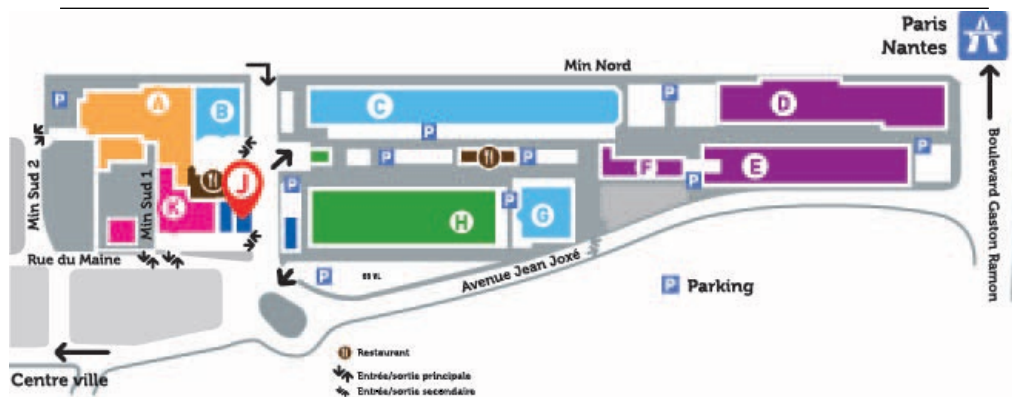 Paris
Nantes
Min Nord
P
A
B
C
P
D
P
P
P
P
P
F
E
Min Sud 2
Min Sud 1
J
K
P
H
P
G
P
Boulevard Gaston Ramon
Rue du Maine
P
Avenue Jean Joxé
P Parking
Restaurant
Entrée/sortie principale
Entrée/sortie secondaire
Centre ville